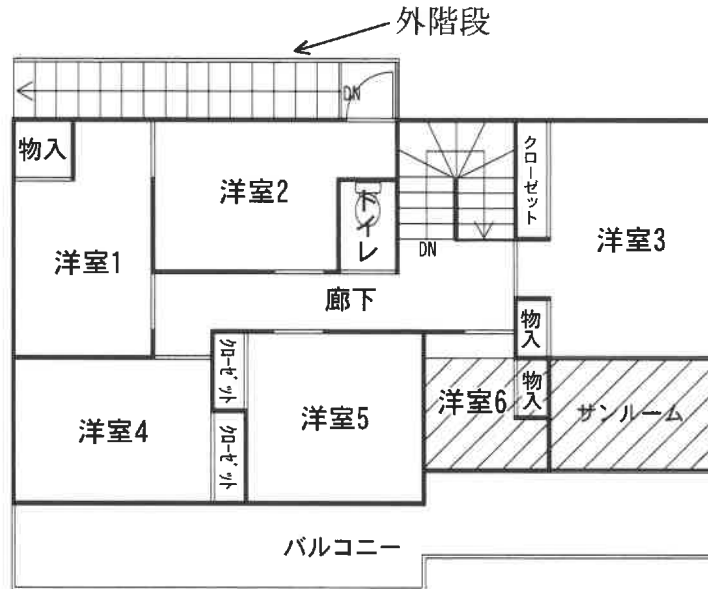 外階段
DN
物入
洋室1
洋室2
トイレ
DN
クローゼット
洋室3
廊下
物入
クローゼット
洋室4
クローゼット
洋室5
洋室6
物入
サンルーム
バルコニー